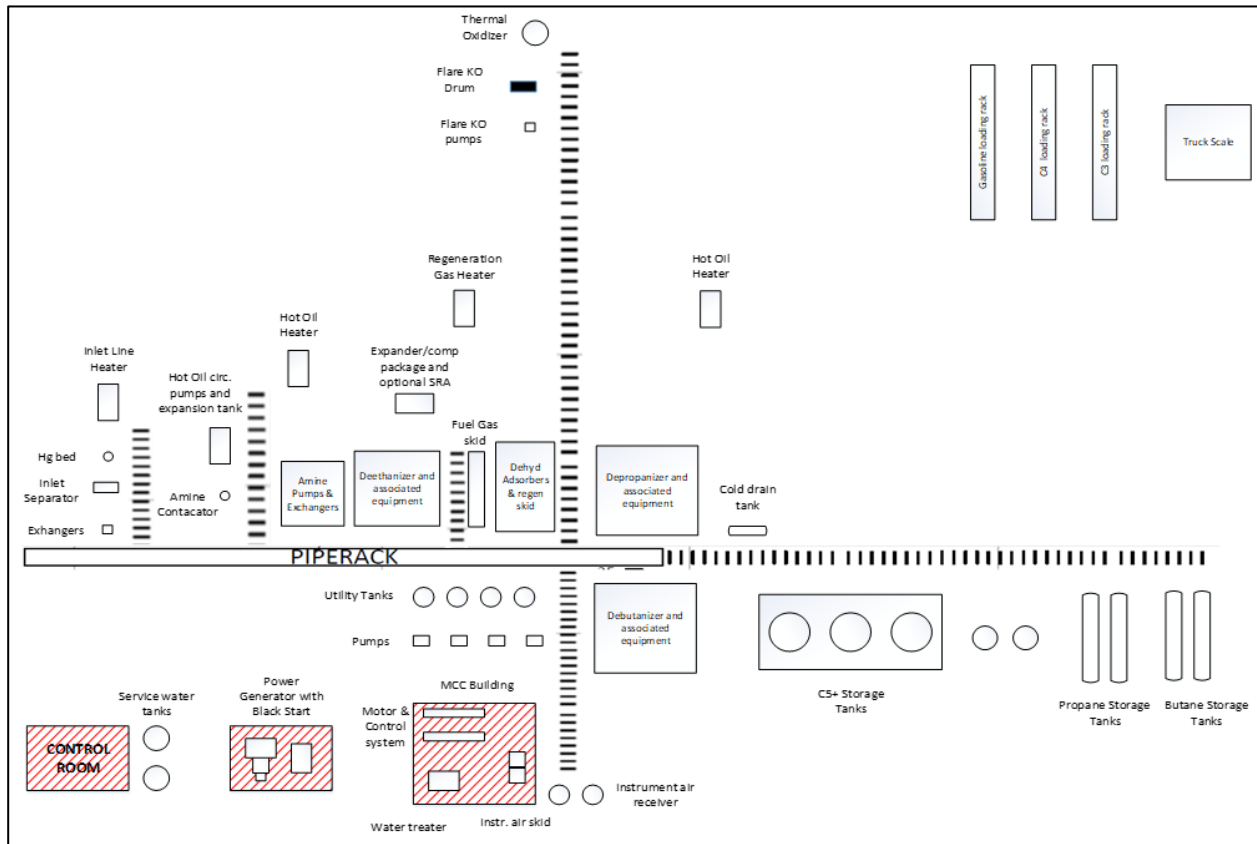 Thermal
Oxidizer
Flare KO
Drum
Flare KO
pumps
Gasoline loading rack
C4 loading rack
C3 loading rack
Truck Scale
Regeneration
Gas Heater
Hot Oil
Heater
Hot Oil
Heater
Inlet Line
Heater
Hot Oil circ.
pumps and
expansion tank
Expander/comp
package and
optional SRA
Fuel Gas
skid
Hg bed
Inlet
Separator
Amine
Contacator
Exhangers
Amine
Pumps &
Exchangers
Deethanizer and
associated
equipment
Dehyd
Adsorbers
& regen
skid
Depropanizer and
associated
equipment
Cold drain
tank
PIPERACK
Utility Tanks
Pumps
Debutanizer and
associated
equipment
C5+ Storage
Tanks
Propane Storage
Tanks
Butane Storage
Tanks
Service water
tanks
Power
Generator with
Black Start
MCC Building
Motor &
Control
system
CONTROL
ROOM
Water treater
Instr. air skid
Instrument air
receiver